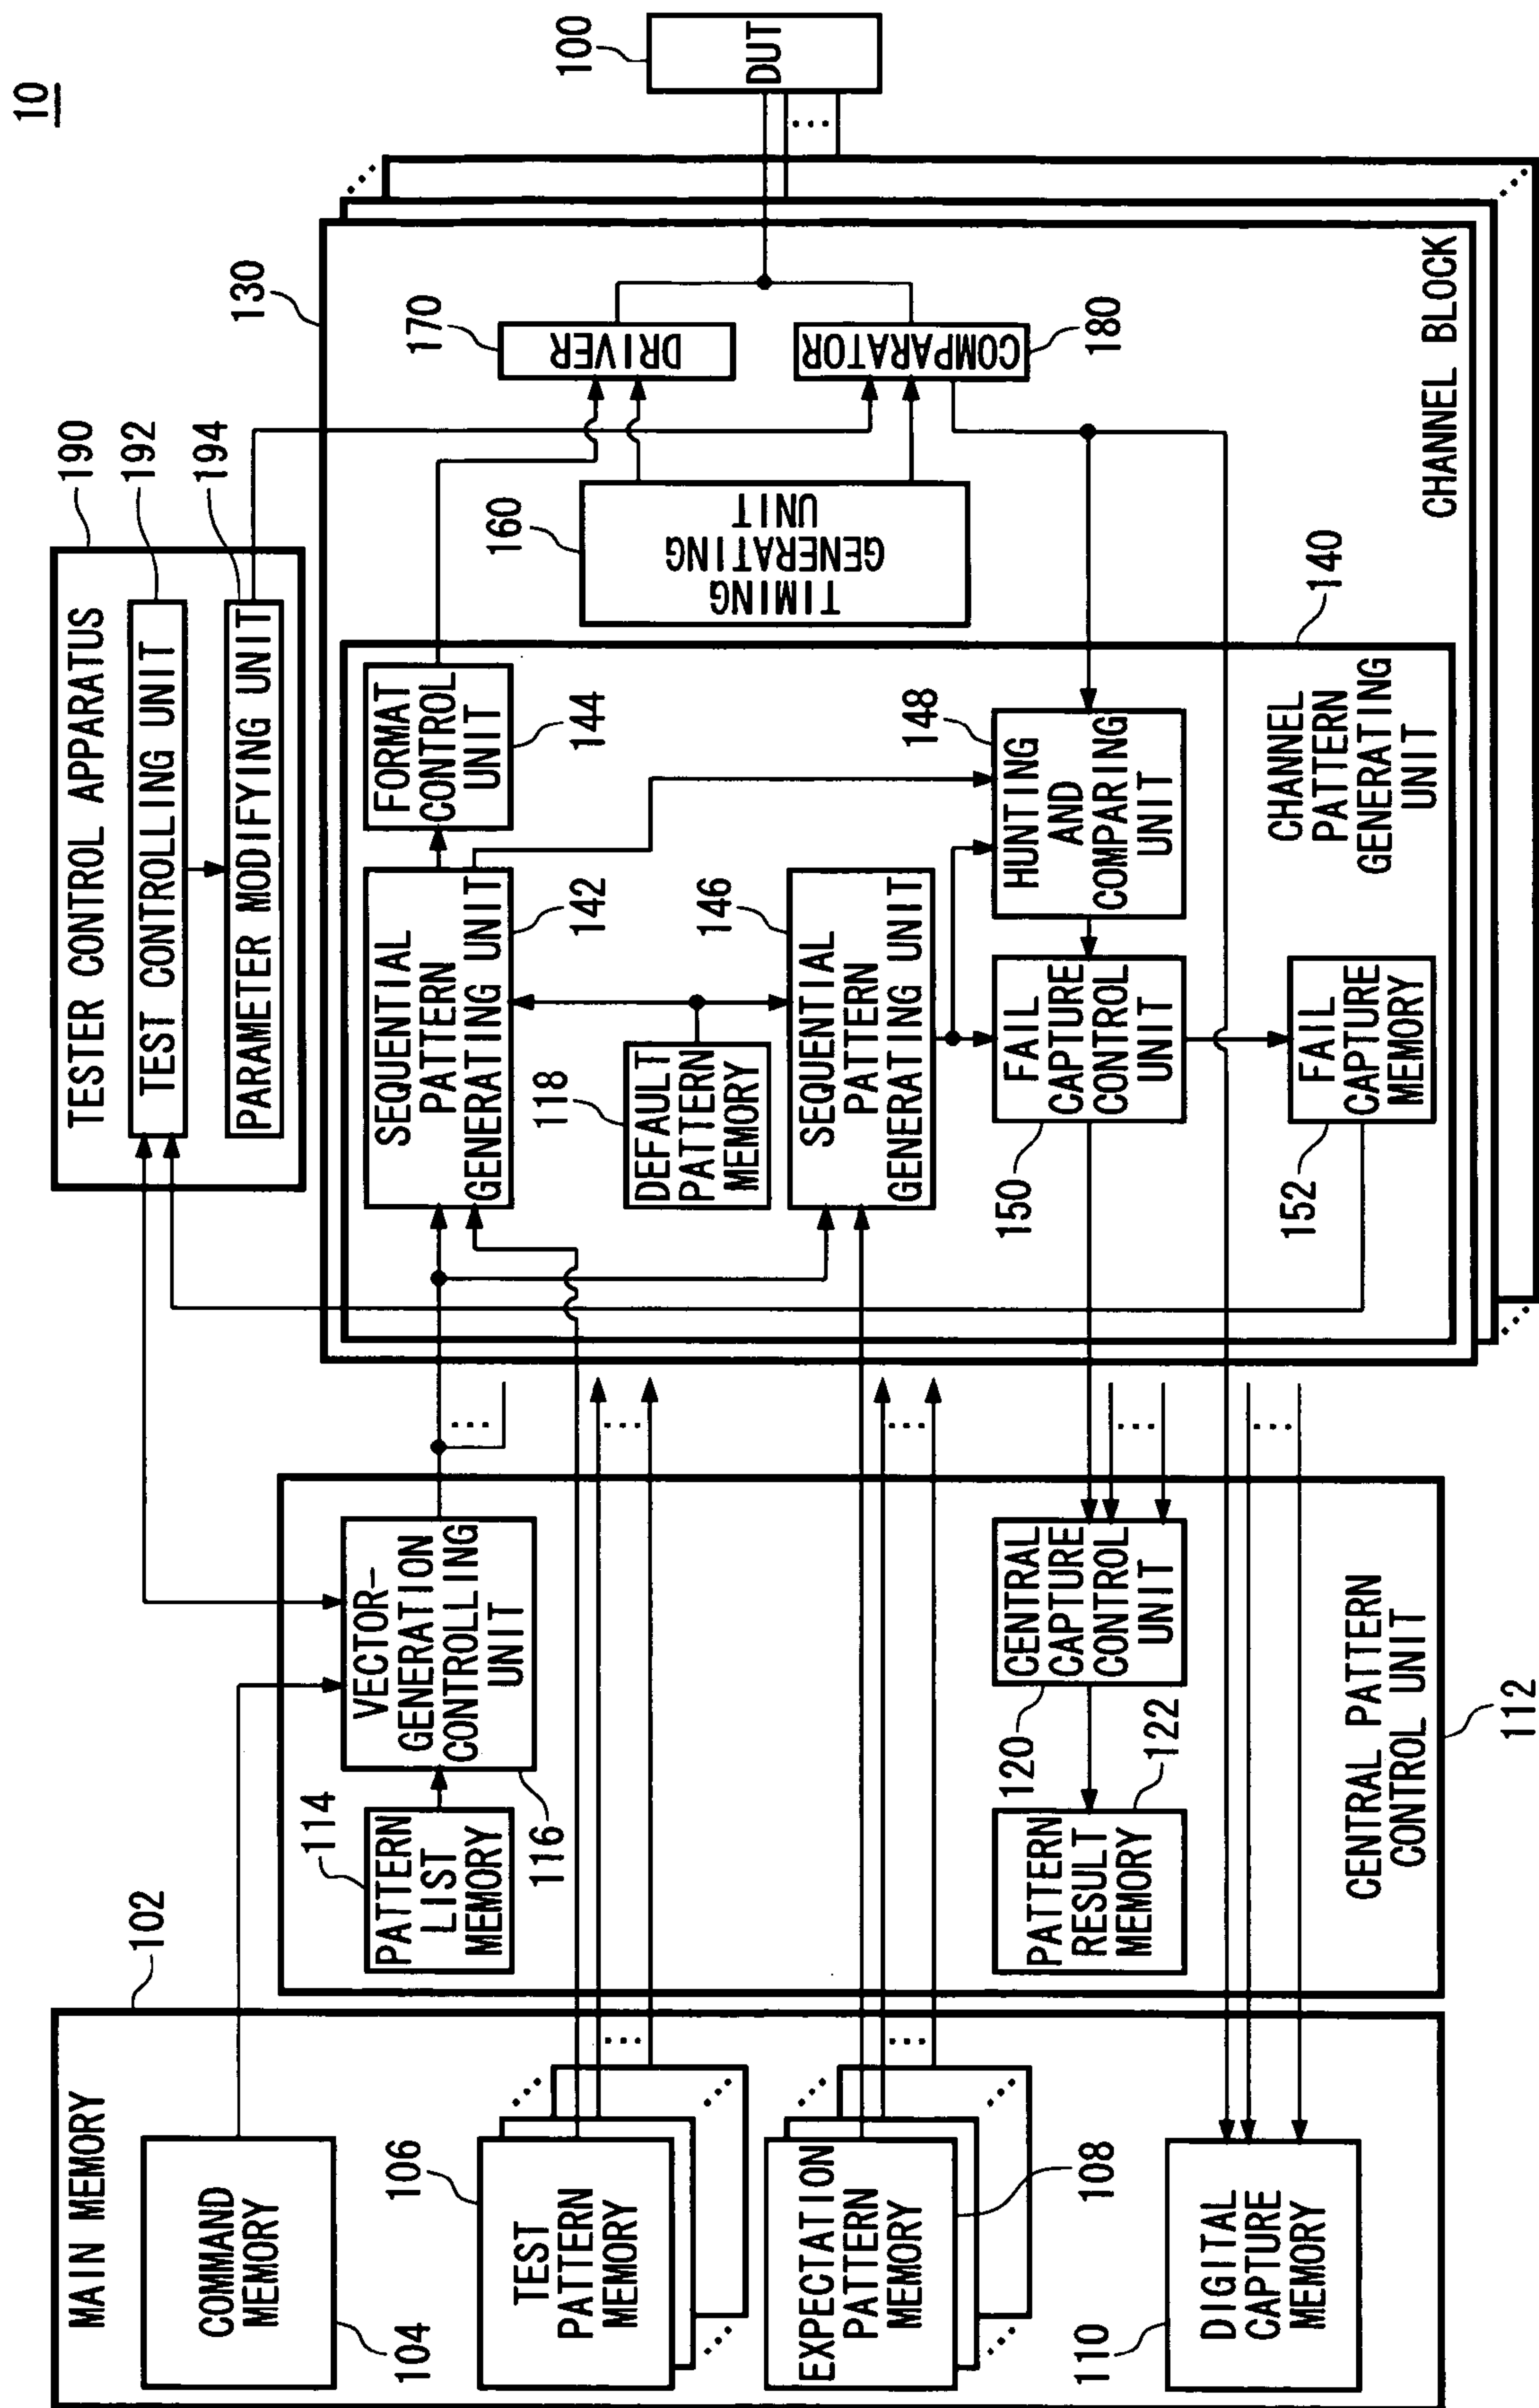 10
MAIN MEMORY
102
COMMAND
MEMORY
104
TEST
PATTERN
MEMORY
106
EXPECTATION
PATTERN
MEMORY
108
DIGITAL
CAPTURE
MEMORY
110
PATTERN
LIST
MEMORY
114
VECTOR-
GENERATION
CONTROLLING
UNIT
116
CENTRAL
CAPTURE
CONTROL
UNIT
120
PATTERN
RESULT
MEMORY
122
CENTRAL PATTERN
CONTROL UNIT
112
TESTER CONTROL APPARATUS
190
TEST CONTROLLING UNIT
192
PARAMETER MODIFYING UNIT
194
130
SEQUENTIAL
PATTERN
GENERATING UNIT
142
FORMAT
CONTROL
UNIT
144
DEFAULT
PATTERN
MEMORY
118
SEQUENTIAL
PATTERN
GENERATING UNIT
146
HUNTING
AND
COMPARING
UNIT
148
FAIL
CAPTURE
CONTROL
UNIT
150
FAIL
CAPTURE
MEMORY
152
CHANNEL
PATTERN
GENERATING
UNIT
140
TIMING
GENERATING
UNIT
160
DRIVER
170
COMPARATOR
180
CHANNEL BLOCK
DUT
100